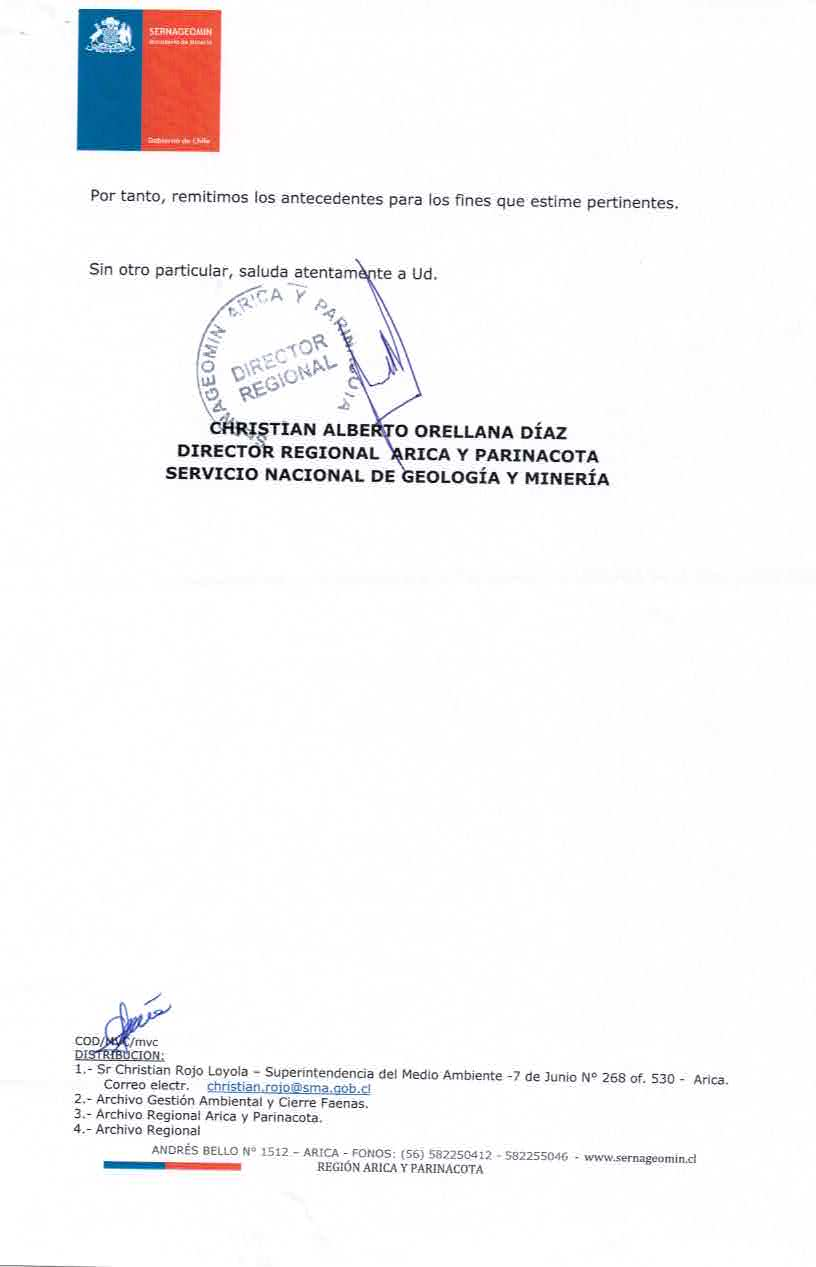 SERNAGEOMIN
Ministerio de Minería
Gobierno de Chile
Por tanto, remitimos los antecedentes para los fines que estime pertinentes.
Sin otro particular, saluda atentamente a Ud.
SERNAGEOMIN ARICA Y PARINACOTA
DIRECTOR
REGIONAL
CHRISTIAN ALBERTO ORELLANA DÍAZ
DIRECTOR REGIONAL ARICA Y PARINACOTA
SERVICIO NACIONAL DE GEOLOGÍA Y MINERÍA
COD/MVC/mvc
DISTRIBUCION:
1.- Sr Christian Rojo Loyola – Superintendencia del Medio Ambiente -7 de Junio Nº 268 of. 530 - Arica.
Correo electr. christian.rojo@sma.gob.cl
2.- Archivo Gestión Ambiental y Cierre Faenas.
3.- Archivo Regional Arica y Parinacota.
4.- Archivo Regional
ANDRÉS BELLO Nº 1512 – ARICA - FONOS: (56) 582250412 - 582255046 - www.sernageomin.cl
REGIÓN ARICA Y PARINACOTA